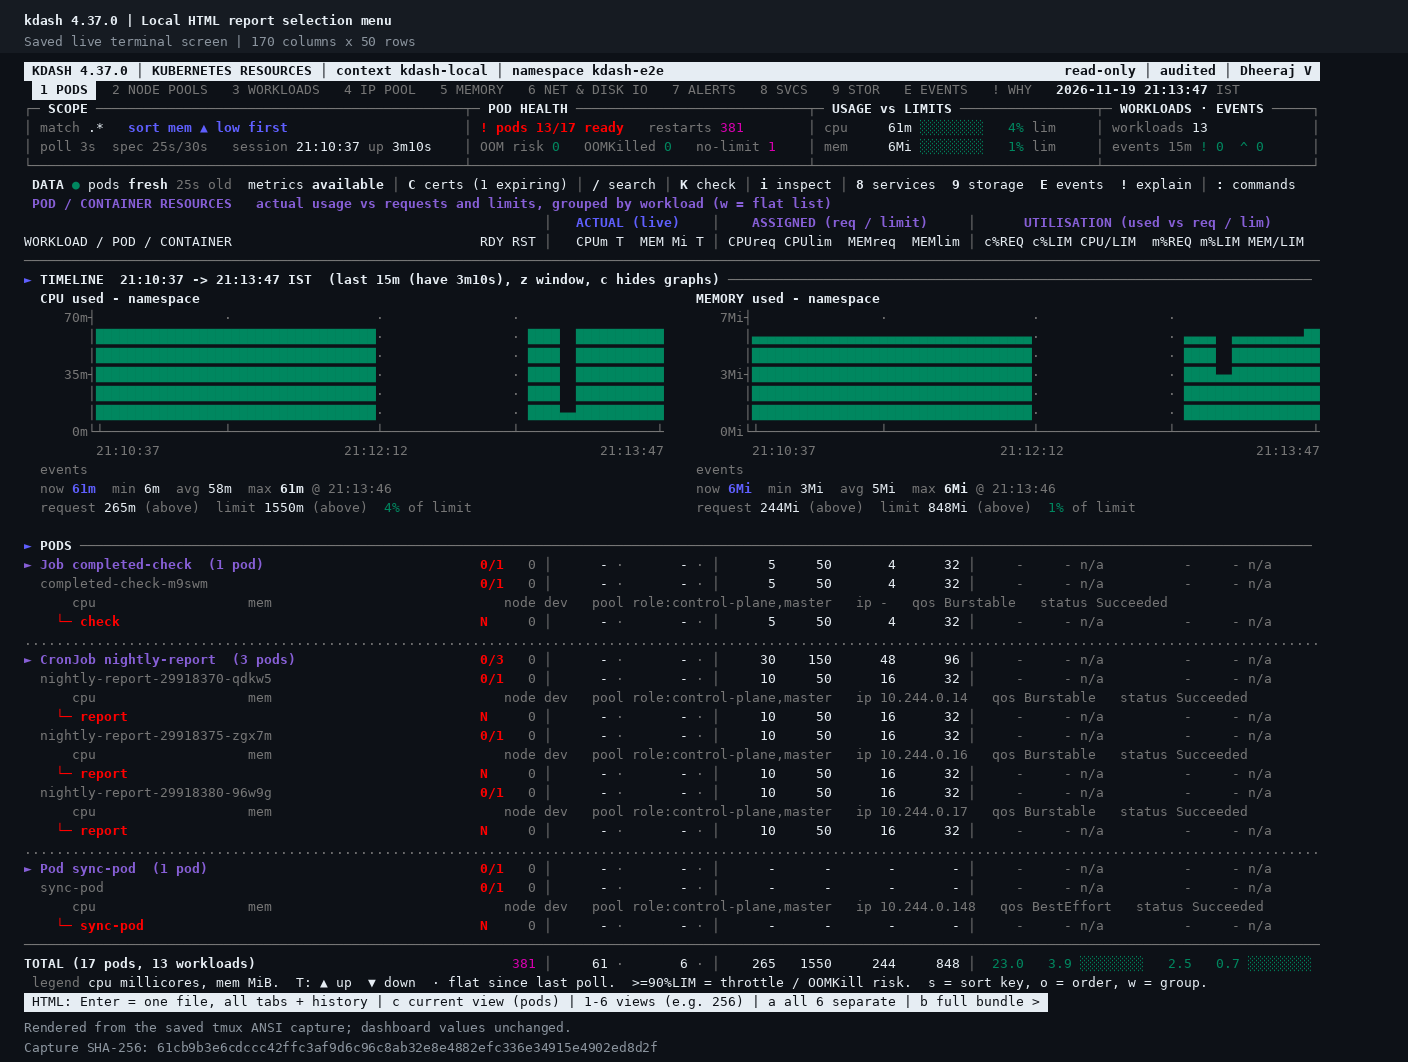 kdash 4.37.0 | Local HTML report selection menu
Saved live terminal screen | 170 columns x 50 rows
KDASH 4.37.0 │ KUBERNETES RESOURCES │ context kdash-local │ namespace kdash-e2e read-only │ audited │ Dheeraj V
1 PODS 2 NODE POOLS 3 WORKLOADS 4 IP POOL 5 MEMORY 6 NET & DISK IO 7 ALERTS 8 SVCS 9 STOR E EVENTS ! WHY 2026-11-19 21:13:47 IST
SCOPE POD HEALTH USAGE vs LIMITS WORKLOADS · EVENTS
match .* sort mem ▲ low first │ ! pods 13/17 ready restarts 381 │ cpu 61m ░░░░░░░░ 4% lim │ workloads 13
poll 3s spec 25s/30s session 21:10:37 up 3m10s │ OOM risk 0 OOMKilled 0 no-limit 1 │ mem 6Mi ░░░░░░░░ 1% lim │ events 15m ! 0 ^ 0
DATA ● pods fresh 25s old metrics available │ C certs (1 expiring) │ / search │ K check │ i inspect │ 8 services 9 storage E events ! explain │ : commands
POD / CONTAINER RESOURCES actual usage vs requests and limits, grouped by workload (w = flat list)
│ ACTUAL (live) │ ASSIGNED (req / limit) │ UTILISATION (used vs req / lim)
WORKLOAD / POD / CONTAINER RDY RST │ CPUm T MEM Mi T │ CPUreq CPUlim MEMreq MEMlim │ c%REQ c%LIM CPU/LIM m%REQ m%LIM MEM/LIM
► TIMELINE 21:10:37 -> 21:13:47 IST (last 15m (have 3m10s), z window, c hides graphs)
CPU used - namespace MEMORY used - namespace
70m 7Mi
35m 3Mi
0m 0Mi
21:10:37 21:12:12 21:13:47 21:10:37 21:12:12 21:13:47
events events
now 61m min 6m avg 58m max 61m @ 21:13:46 now 6Mi min 3Mi avg 5Mi max 6Mi @ 21:13:46
request 265m (above) limit 1550m (above) 4% of limit request 244Mi (above) limit 848Mi (above) 1% of limit
► PODS
► Job completed-check (1 pod) 0/1 0 │ - · - · │ 5 50 4 32 │ - - n/a - - n/a
completed-check-m9swm 0/1 0 │ - · - · │ 5 50 4 32 │ - - n/a - - n/a
cpu mem node dev pool role:control-plane,master ip - qos Burstable status Succeeded
└─ check N 0 │ - · - · │ 5 50 4 32 │ - - n/a - - n/a
► CronJob nightly-report (3 pods) 0/3 0 │ - · - · │ 30 150 48 96 │ - - n/a - - n/a
nightly-report-29918370-qdkw5 0/1 0 │ - · - · │ 10 50 16 32 │ - - n/a - - n/a
cpu mem node dev pool role:control-plane,master ip 10.244.0.14 qos Burstable status Succeeded
└─ report N 0 │ - · - · │ 10 50 16 32 │ - - n/a - - n/a
nightly-report-29918375-zgx7m 0/1 0 │ - · - · │ 10 50 16 32 │ - - n/a - - n/a
cpu mem node dev pool role:control-plane,master ip 10.244.0.16 qos Burstable status Succeeded
└─ report N 0 │ - · - · │ 10 50 16 32 │ - - n/a - - n/a
nightly-report-29918380-96w9g 0/1 0 │ - · - · │ 10 50 16 32 │ - - n/a - - n/a
cpu mem node dev pool role:control-plane,master ip 10.244.0.17 qos Burstable status Succeeded
└─ report N 0 │ - · - · │ 10 50 16 32 │ - - n/a - - n/a
► Pod sync-pod (1 pod) 0/1 0 │ - · - · │ - - - - │ - - n/a - - n/a
sync-pod 0/1 0 │ - · - · │ - - - - │ - - n/a - - n/a
cpu mem node dev pool role:control-plane,master ip 10.244.0.148 qos BestEffort status Succeeded
└─ sync-pod N 0 │ - · - · │ - - - - │ - - n/a - - n/a
TOTAL (17 pods, 13 workloads) 381 │ 61 · 6 · │ 265 1550 244 848 │ 23.0 3.9 ░░░░░░░░ 2.5 0.7 ░░░░░░░░
legend cpu millicores, mem MiB. T: ▲ up ▼ down · flat since last poll. >=90%LIM = throttle / OOMKill risk. s = sort key, o = order, w = group.
HTML: Enter = one file, all tabs + history | c current view (pods) | 1-6 views (e.g. 256) | a all 6 separate | b full bundle >
Rendered from the saved tmux ANSI capture; dashboard values unchanged.
Capture SHA-256: 61cb9b3e6cdccc42ffc3af9d6c96c8ab32e8e4882efc336e34915e4902ed8d2f